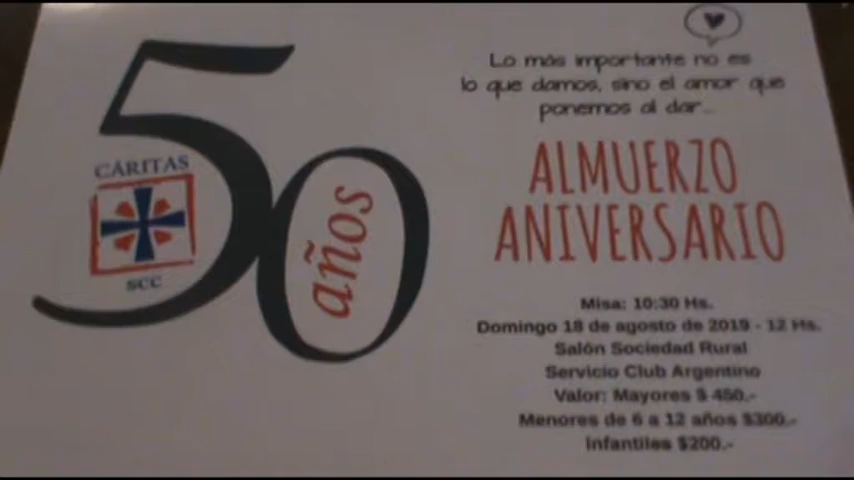 50
años
CÁRITAS
SCC
Lo más importante no es
lo que damos, sino el amor que
ponemos al dar...
ALMUERZO
ANIVERSARIO
Misa: 10:30 Hs.
Domingo 18 de agosto de 2019 - 12 Hs.
Salón Sociedad Rural
Servicio Club Argentino
Valor: Mayores $ 450.-
Menores de 6 a 12 años $300.-
Infantiles $200.-